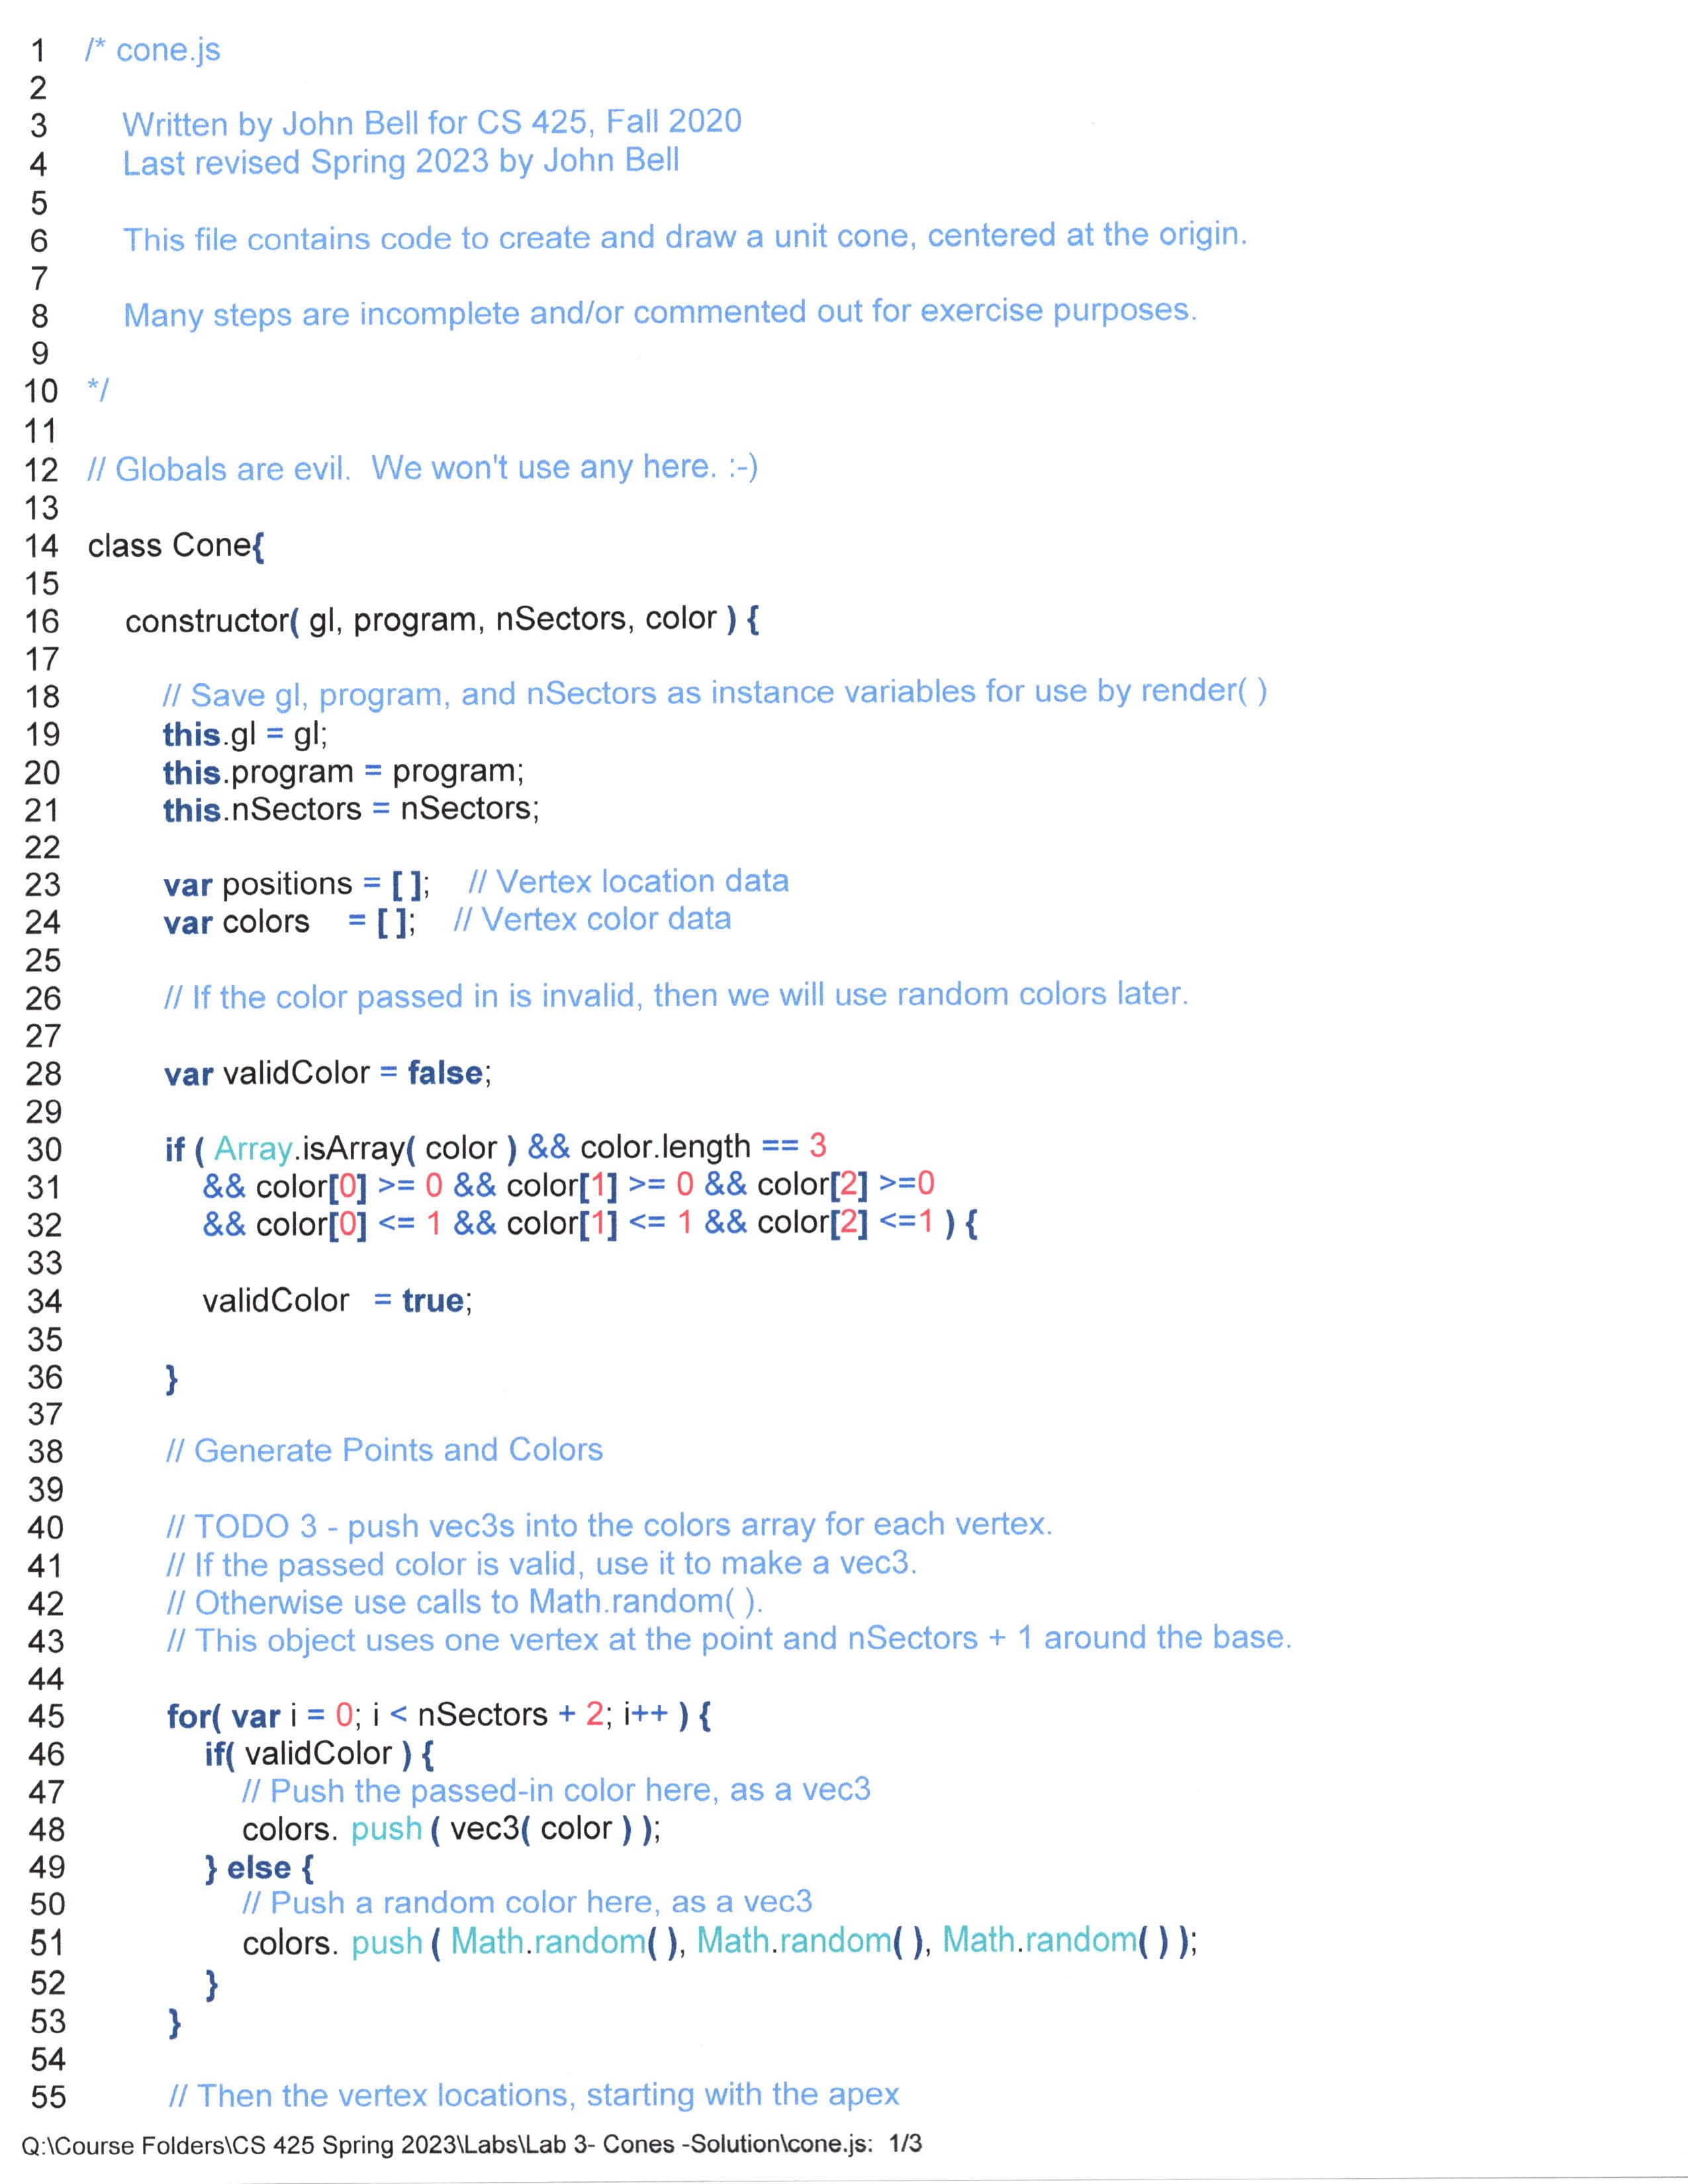 1 /* cone.js
2
3 Written by John Bell for CS 425, Fall 2020
4 Last revised Spring 2023 by John Bell
5
6 This file contains code to create and draw a unit cone, centered at the origin.
7
8 Many steps are incomplete and/or commented out for exercise purposes.
9
10 */
11
12 // Globals are evil.  We won't use any here. :-)
13
14 class Cone{
15
16 constructor( gl, program, nSectors, color ) {
17
18 // Save gl, program, and nSectors as instance variables for use by render( )
19 this.gl = gl;
20 this.program = program;
21 this.nSectors = nSectors;
22
23 var positions = [ ];   // Vertex location data
24 var colors   = [ ];   // Vertex color data
25
26 // If the color passed in is invalid, then we will use random colors later.
27
28 var validColor = false;
29
30 if ( Array.isArray( color ) && color.length == 3
31 && color[0] >= 0 && color[1] >= 0 && color[2] >=0
32 && color[0] <= 1 && color[1] <= 1 && color[2] <=1 ) {
33
34 validColor  = true;
35
36 }
37
38 // Generate Points and Colors
39
40 // TODO 3 - push vec3s into the colors array for each vertex.
41 // If the passed color is valid, use it to make a vec3.
42 // Otherwise use calls to Math.random( ).
43 // This object uses one vertex at the point and nSectors + 1 around the base.
44
45 for( var i = 0; i < nSectors + 2; i++ ) {
46 if( validColor ) {
47 // Push the passed-in color here, as a vec3
48 colors. push ( vec3( color ) );
49 } else {
50 // Push a random color here, as a vec3
51 colors. push ( Math.random( ), Math.random( ), Math.random( ) );
52 }
53 }
54
55 // Then the vertex locations, starting with the apex
Q:\Course Folders\CS 425 Spring 2023\Labs\Lab 3- Cones -Solution\cone.js:  1/3